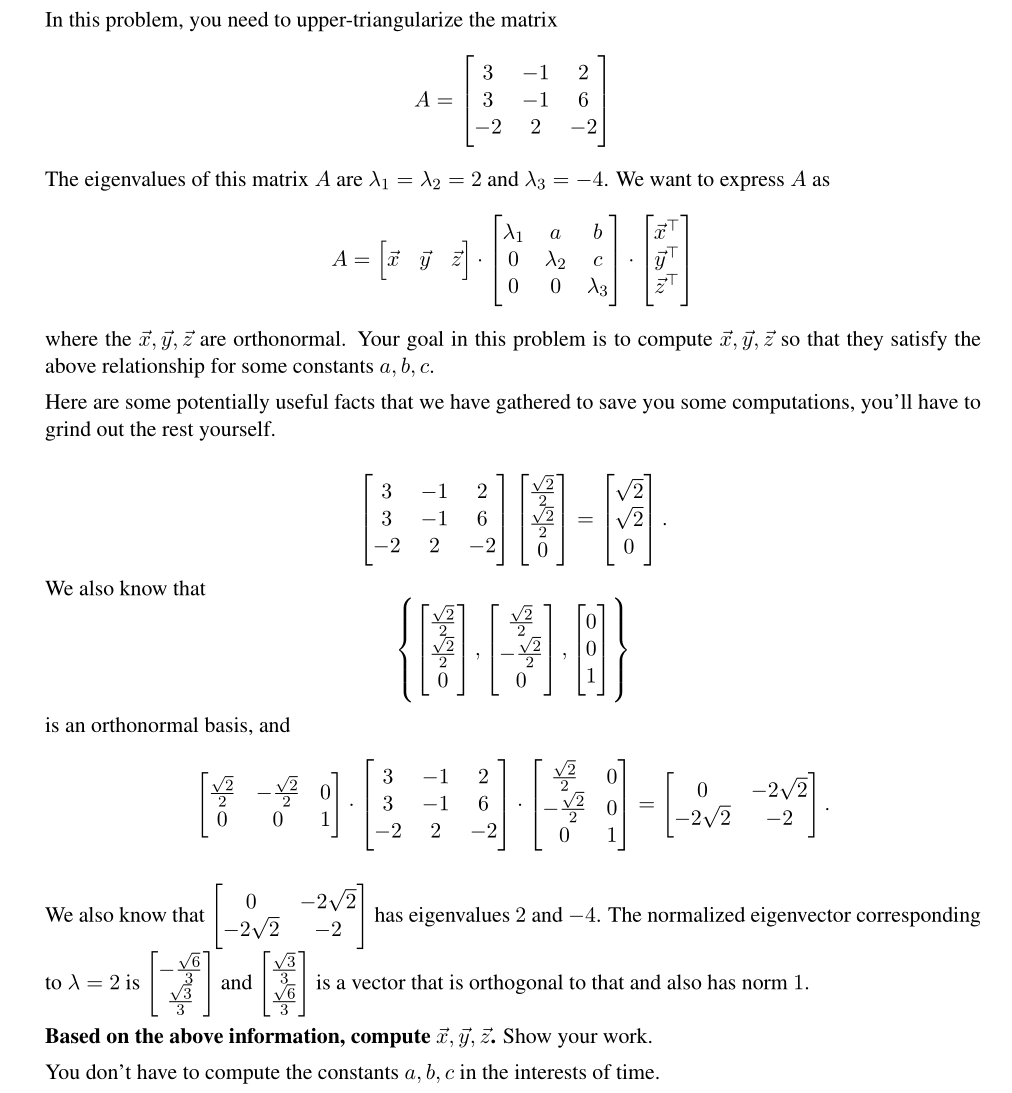 In this problem, you need to upper-triangularize the matrix
A = \begin{bmatrix} 3 & -1 & 2 \\ 3 & -1 & 6 \\ -2 & 2 & -2 \end{bmatrix}
The eigenvalues of this matrix A are λ₁ = λ₂ = 2 and λ₃ = −4. We want to express A as
A = \begin{bmatrix} \vec{x} & \vec{y} & \vec{z} \end{bmatrix} \cdot \begin{bmatrix} \lambda_1 & a & b \\ 0 & \lambda_2 & c \\ 0 & 0 & \lambda_3 \end{bmatrix} \cdot \begin{bmatrix} \vec{x}^\top \\ \vec{y}^\top \\ \vec{z}^\top \end{bmatrix}
where the \vec{x}, \vec{y}, \vec{z} are orthonormal. Your goal in this problem is to compute \vec{x}, \vec{y}, \vec{z} so that they satisfy the
above relationship for some constants a, b, c.
Here are some potentially useful facts that we have gathered to save you some computations, you'll have to
grind out the rest yourself.
\begin{bmatrix} 3 & -1 & 2 \\ 3 & -1 & 6 \\ -2 & 2 & -2 \end{bmatrix} \begin{bmatrix} \frac{\sqrt{2}}{2} \\ \frac{\sqrt{2}}{2} \\ 0 \end{bmatrix} = \begin{bmatrix} \sqrt{2} \\ \sqrt{2} \\ 0 \end{bmatrix}.
We also know that
\left\{ \begin{bmatrix} \frac{\sqrt{2}}{2} \\ \frac{\sqrt{2}}{2} \\ 0 \end{bmatrix}, \begin{bmatrix} \frac{\sqrt{2}}{2} \\ -\frac{\sqrt{2}}{2} \\ 0 \end{bmatrix}, \begin{bmatrix} 0 \\ 0 \\ 1 \end{bmatrix} \right\}
is an orthonormal basis, and
\begin{bmatrix} \frac{\sqrt{2}}{2} & -\frac{\sqrt{2}}{2} & 0 \\ 0 & 0 & 1 \end{bmatrix} \cdot \begin{bmatrix} 3 & -1 & 2 \\ 3 & -1 & 6 \\ -2 & 2 & -2 \end{bmatrix} \cdot \begin{bmatrix} \frac{\sqrt{2}}{2} & 0 \\ -\frac{\sqrt{2}}{2} & 0 \\ 0 & 1 \end{bmatrix} = \begin{bmatrix} 0 & -2\sqrt{2} \\ -2\sqrt{2} & -2 \end{bmatrix}.
We also know that \begin{bmatrix} 0 & -2\sqrt{2} \\ -2\sqrt{2} & -2 \end{bmatrix} has eigenvalues 2 and −4. The normalized eigenvector corresponding
to λ = 2 is \begin{bmatrix} -\frac{\sqrt{6}}{3} \\ \frac{\sqrt{3}}{3} \end{bmatrix} and \begin{bmatrix} \frac{\sqrt{3}}{3} \\ \frac{\sqrt{6}}{3} \end{bmatrix} is a vector that is orthogonal to that and also has norm 1.
Based on the above information, compute \vec{x}, \vec{y}, \vec{z}. Show your work.
You don't have to compute the constants a, b, c in the interests of time.